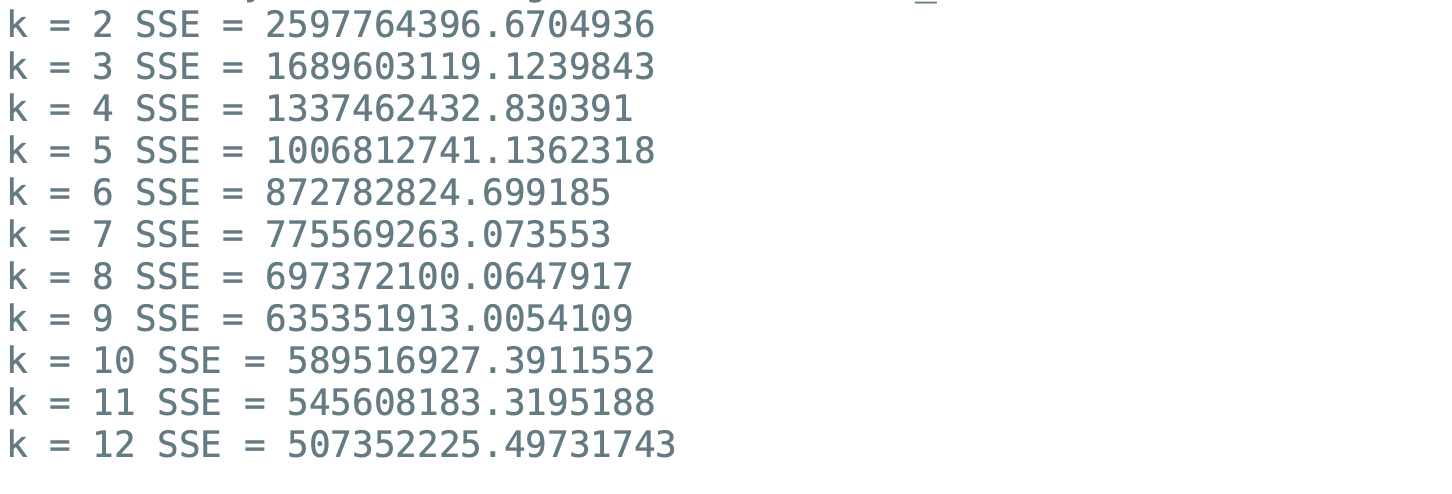 k = 2 SSE = 2597764396.6704936
k = 3 SSE = 1689603119.1239843
k = 4 SSE = 1337462432.830391
k = 5 SSE = 1006812741.1362318
k = 6 SSE = 872782824.699185
k = 7 SSE = 775569263.073553
k = 8 SSE = 697372100.0647917
k = 9 SSE = 635351913.0054109
k = 10 SSE = 589516927.3911552
k = 11 SSE = 545608183.3195188
k = 12 SSE = 507352225.49731743